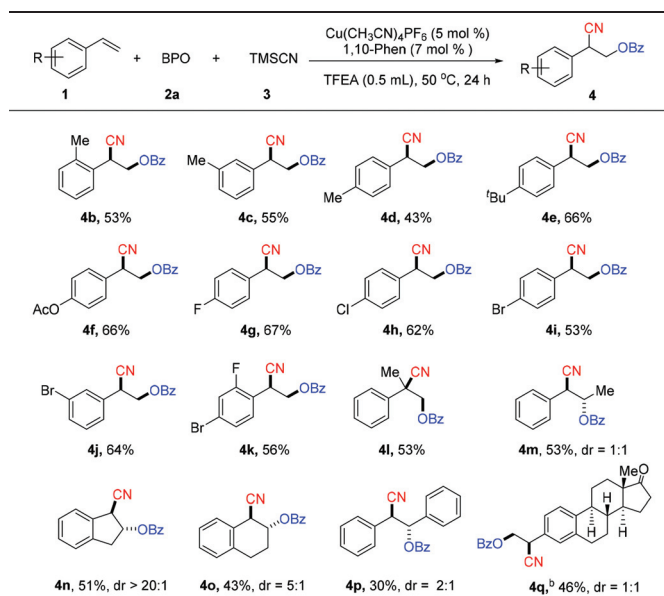 R
1
+
BPO
2a
+
TMSCN
3
Cu(CH3CN)4PF6 (5 mol %)
1,10-Phen (7 mol % )
TFEA (0.5 mL), 50 °C, 24 h
R
CN
OBz
4
Me
CN
OBz
4b, 53%
Me
CN
OBz
4c, 55%
Me
CN
OBz
4d, 43%
tBu
CN
OBz
4e, 66%
AcO
CN
OBz
4f, 66%
F
CN
OBz
4g, 67%
Cl
CN
OBz
4h, 62%
Br
CN
OBz
4i, 53%
Br
CN
OBz
4j, 64%
F
CN
OBz
Br
4k, 56%
Me CN
OBz
4l, 53%
CN
Me
OBz
4m, 53%, dr = 1:1
CN
OBz
4n, 51%, dr > 20:1
CN
OBz
4o, 43%, dr = 5:1
CN
OBz
4p, 30%, dr = 2:1
Me O
H
H
H
BzO
CN
4q,b 46%, dr = 1:1